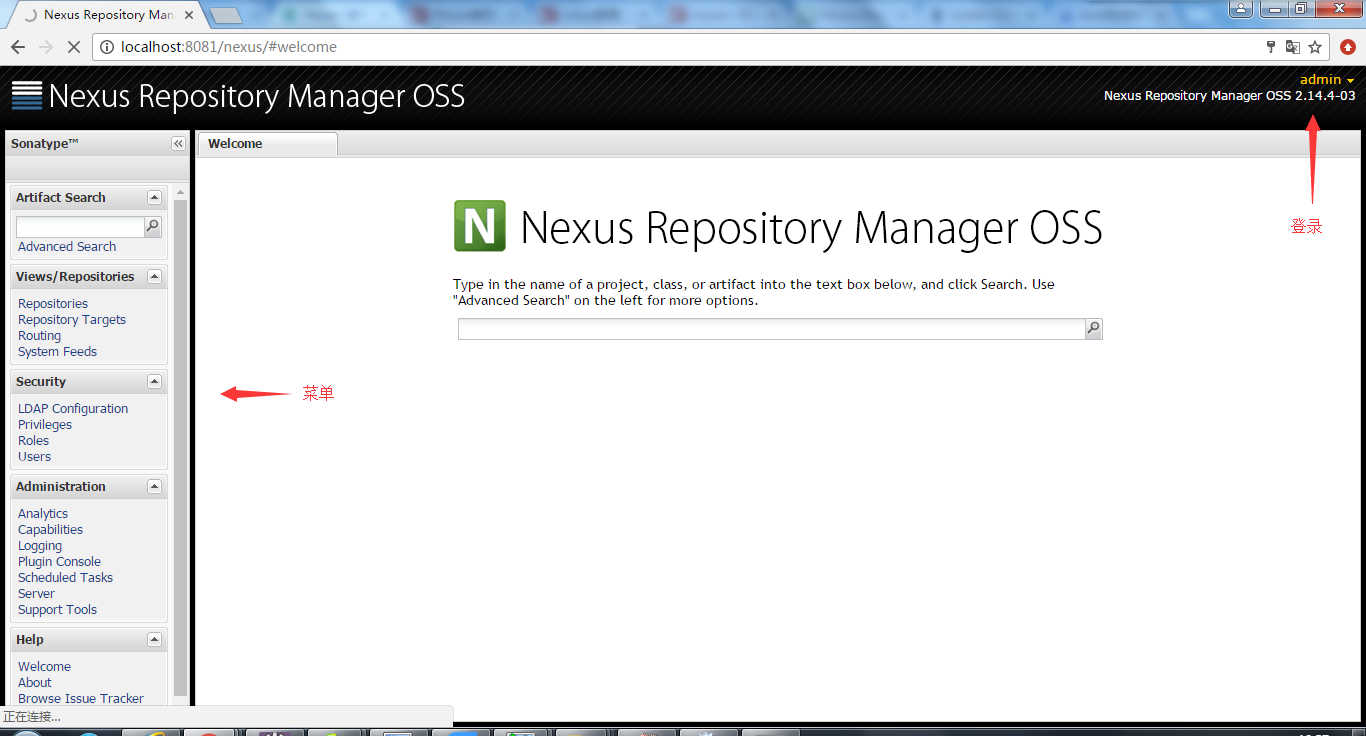 Nexus Repository Man
localhost:8081/nexus/#welcome
Nexus Repository Manager OSS
admin
Nexus Repository Manager OSS 2.14.4-03
Sonatype™
Welcome
Artifact Search
Advanced Search
Views/Repositories
Repositories
Repository Targets
Routing
System Feeds
Security
LDAP Configuration
Privileges
Roles
Users
Administration
Analytics
Capabilities
Logging
Plugin Console
Scheduled Tasks
Server
Support Tools
Help
Welcome
About
Browse Issue Tracker
N Nexus Repository Manager OSS
Type in the name of a project, class, or artifact into the text box below, and click Search. Use
"Advanced Search" on the left for more options.
登录
菜单
正在连接...